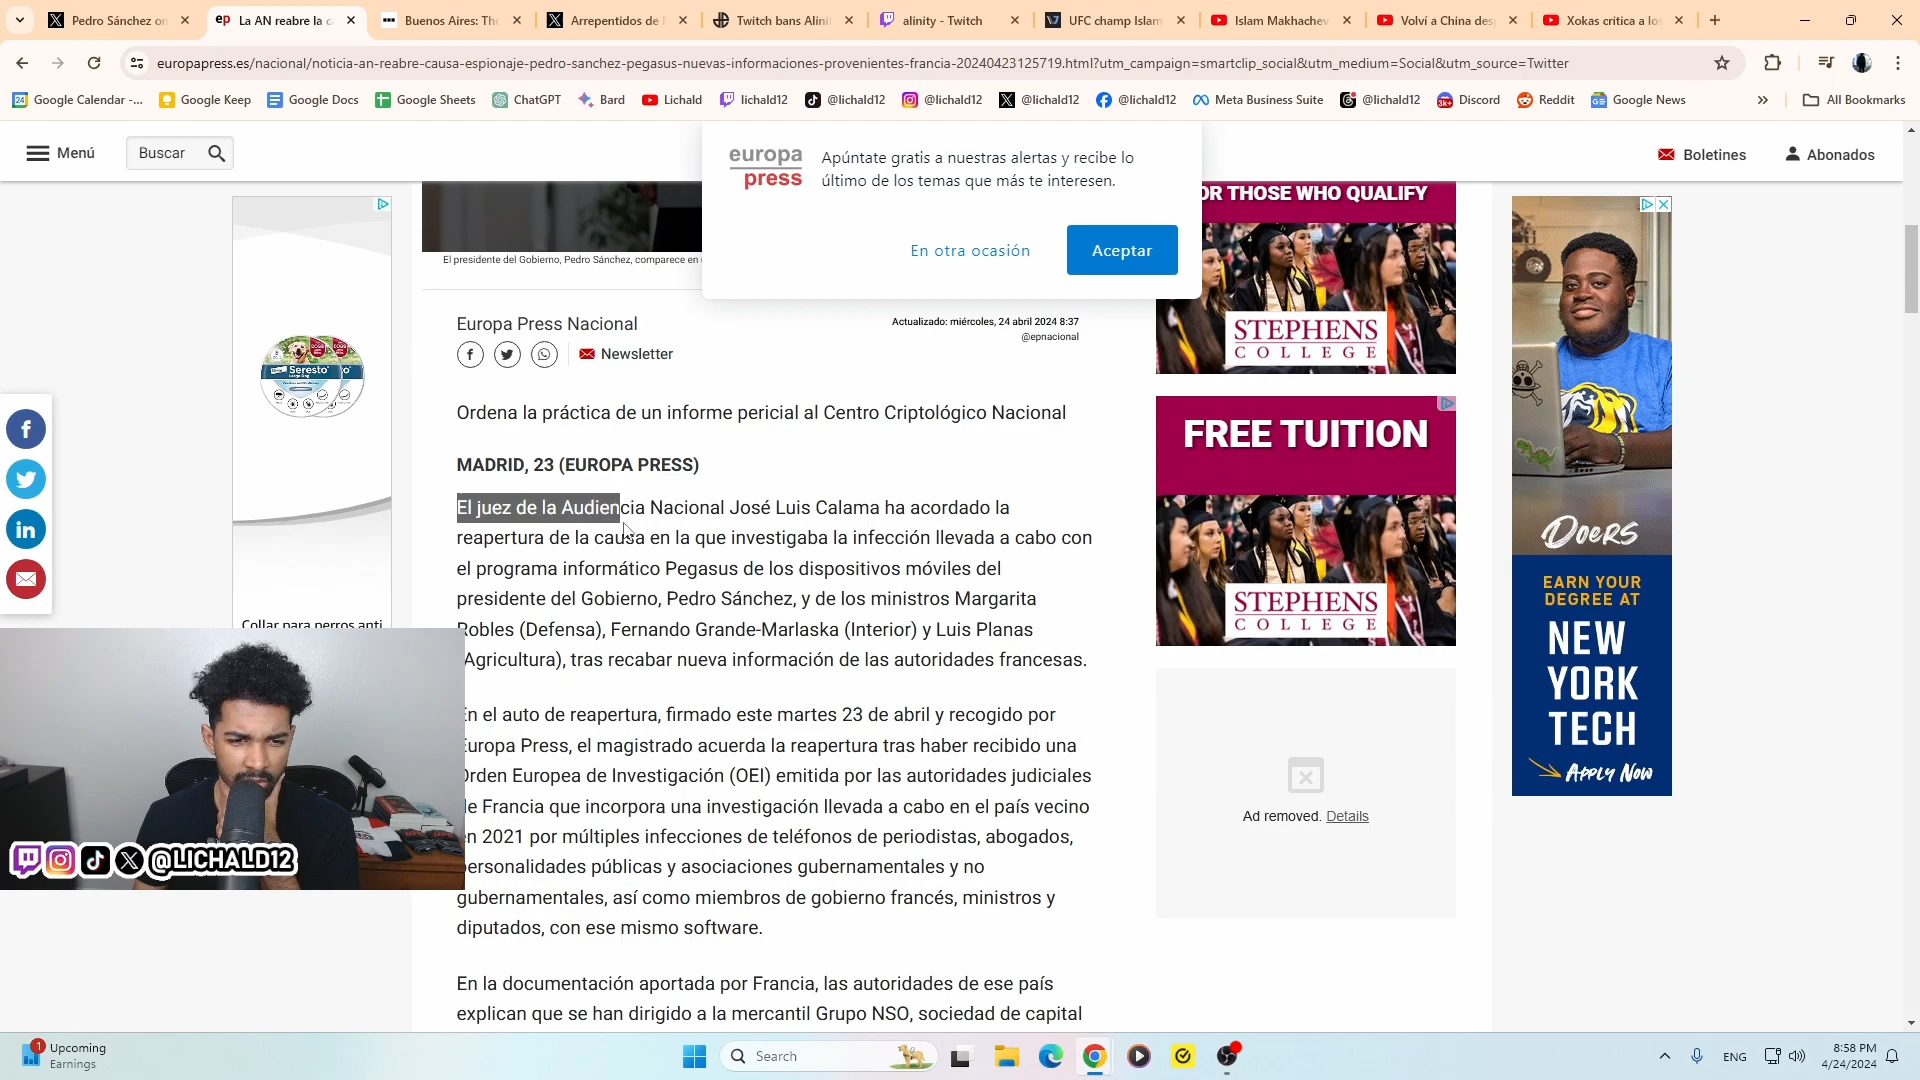 Pedro Sánchez on
La AN reabre la c
Buenos Aires: Tho
Arrepentidos de
Twitch bans Alini
alinity - Twitch
UFC champ Islam
Islam Makhachev
Volví a China des
Xokas critica a los
europapress.es/nacional/noticia-an-reabre-causa-espionaje-pedro-sanchez-pegasus-nuevas-informaciones-provenientes-francia-20240423125719.html?utm_campaign=smartclip_social&utm_medium=Social&utm_source=Twitter
Google Calendar -...
Google Keep
Google Docs
Google Sheets
ChatGPT
Bard
Lichald
lichald12
@lichald12
@lichald12
@lichald12
@lichald12
Meta Business Suite
@lichald12
Discord
Reddit
Google News
All Bookmarks
Menú
Buscar
europa
press
Apúntate gratis a nuestras alertas y recibe lo
último de los temas que más te interesen.
En otra ocasión
Aceptar
Boletines
Abonados
OR THOSE WHO QUALIFY
STEPHENS
COLLEGE
El presidente del Gobierno, Pedro Sánchez, comparece en
Europa Press Nacional
Actualizado: miércoles, 24 abril 2024 8:37
@epnacional
Newsletter
Ordena la práctica de un informe pericial al Centro Criptológico Nacional
MADRID, 23 (EUROPA PRESS)
El juez de la Audiencia Nacional José Luis Calama ha acordado la
reapertura de la causa en la que investigaba la infección llevada a cabo con
el programa informático Pegasus de los dispositivos móviles del
presidente del Gobierno, Pedro Sánchez, y de los ministros Margarita
Robles (Defensa), Fernando Grande-Marlaska (Interior) y Luis Planas
(Agricultura), tras recabar nueva información de las autoridades francesas.
En el auto de reapertura, firmado este martes 23 de abril y recogido por
Europa Press, el magistrado acuerda la reapertura tras haber recibido una
Orden Europea de Investigación (OEI) emitida por las autoridades judiciales
de Francia que incorpora una investigación llevada a cabo en el país vecino
en 2021 por múltiples infecciones de teléfonos de periodistas, abogados,
personalidades públicas y asociaciones gubernamentales y no
gubernamentales, así como miembros de gobierno francés, ministros y
diputados, con ese mismo software.
En la documentación aportada por Francia, las autoridades de ese país
explican que se han dirigido a la mercantil Grupo NSO, sociedad de capital
Seresto
Collar para perros anti
@LICHALD12
FREE TUITION
STEPHENS
COLLEGE
Ad removed. Details
DOERS
EARN YOUR
DEGREE AT
NEW
YORK
TECH
APPLY NOW
1
Upcoming
Earnings
Search
ENG
8:58 PM
4/24/2024